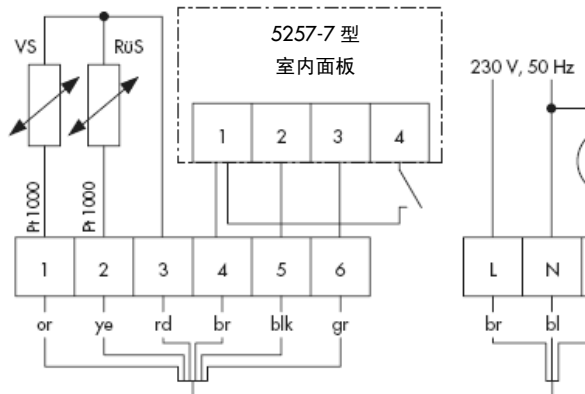 5257-7 型
室内面板
VS
RüS
230 V, 50 Hz
1
2
3
4
Pt 1000
Pt 1000
1
2
3
4
5
6
L
N
or
ye
rd
br
blk
gr
br
bl